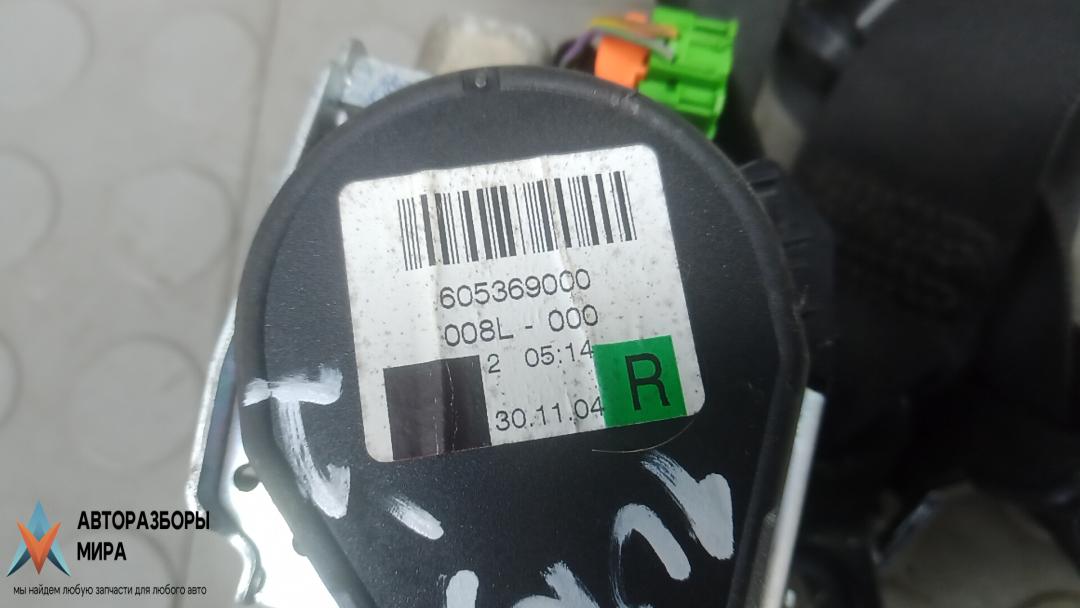 605369000
008L - 000
2 05:14
30.11.04
R
АВТОРАЗБОРЫ
МИРА
мы найдем любую запчасти для любого авто